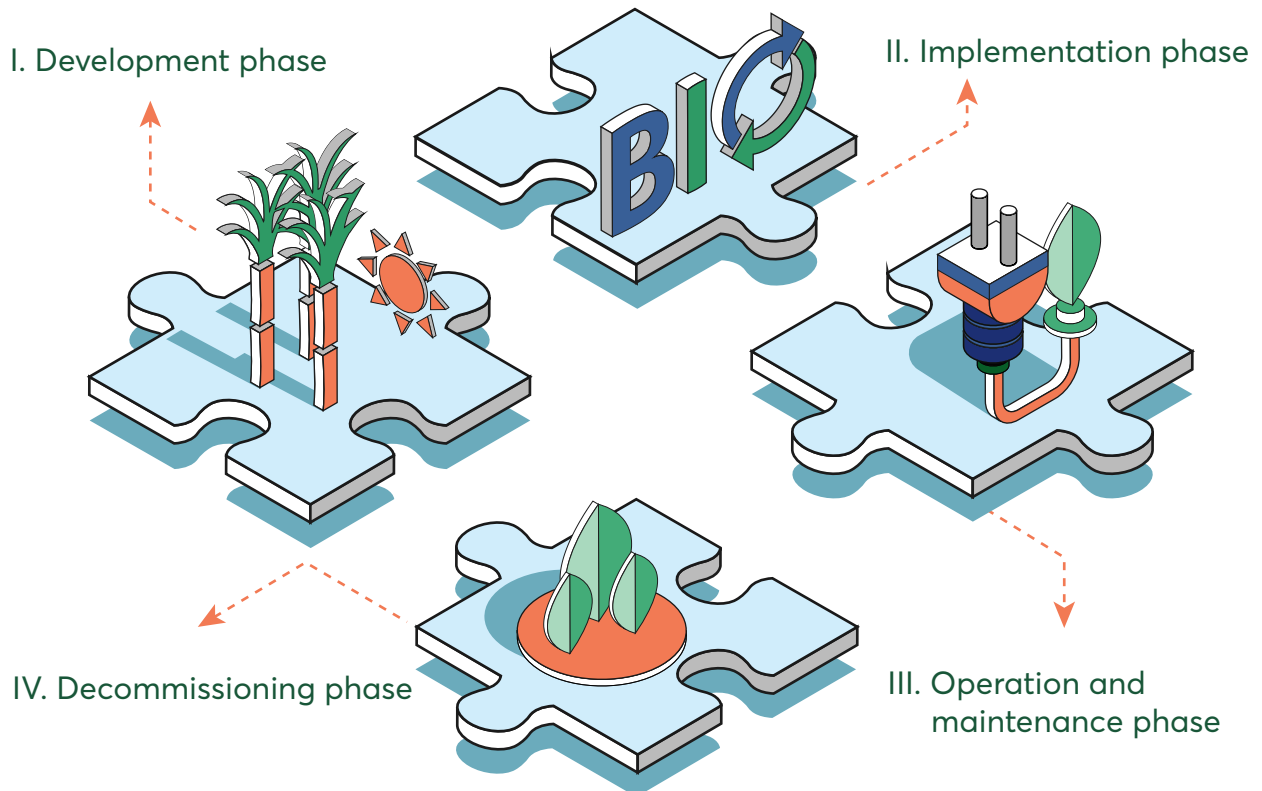 I. Development phase
II. Implementation phase
BIO
IV. Decommissioning phase
III. Operation and
maintenance phase